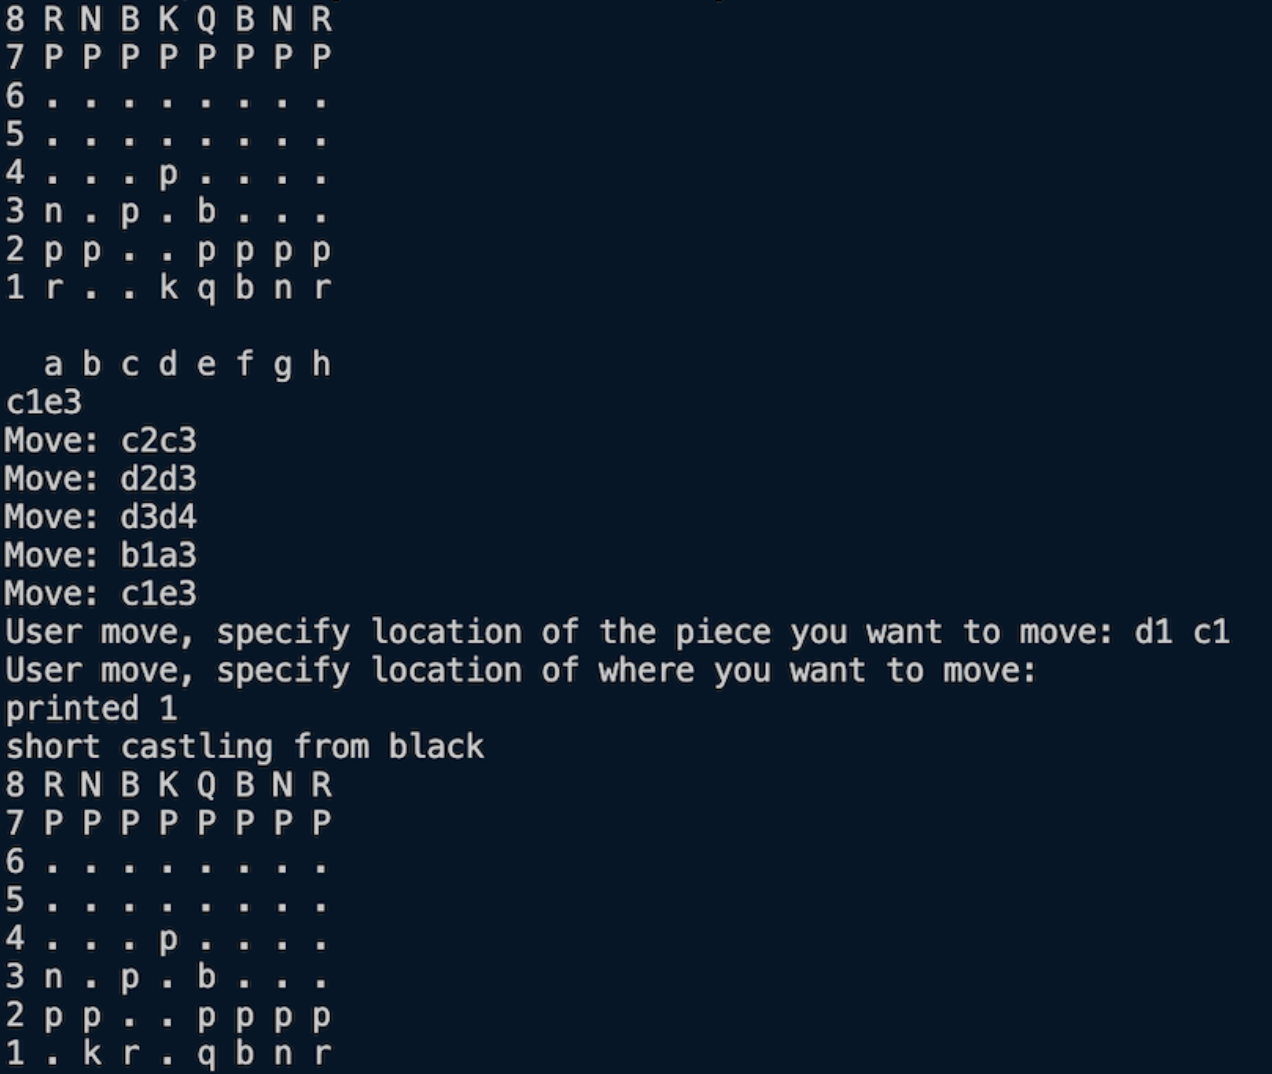 8 R N B K Q B N R
7 P P P P P P P P
6 . . . . . . . .
5 . . . . . . . .
4 . . . p . . . .
3 n . p . b . . .
2 p p . . p p p p
1 r . . k q b n r
a b c d e f g h
c1e3
Move: c2c3
Move: d2d3
Move: d3d4
Move: b1a3
Move: c1e3
User move, specify location of the piece you want to move: d1 c1
User move, specify location of where you want to move:
printed 1
short castling from black
8 R N B K Q B N R
7 P P P P P P P P
6 . . . . . . . .
5 . . . . . . . .
4 . . . p . . . .
3 n . p . b . . .
2 p p . . p p p p
1 . k r . q b n r